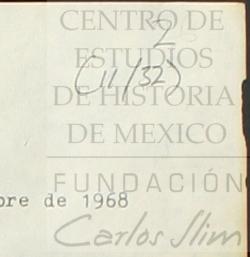 CENTRO DE
2
ESTUDIOS
(11/32)
DE HISTORIA
DE MEXICO
FUNDACIÓN
bre de 1968
Carlos Slim